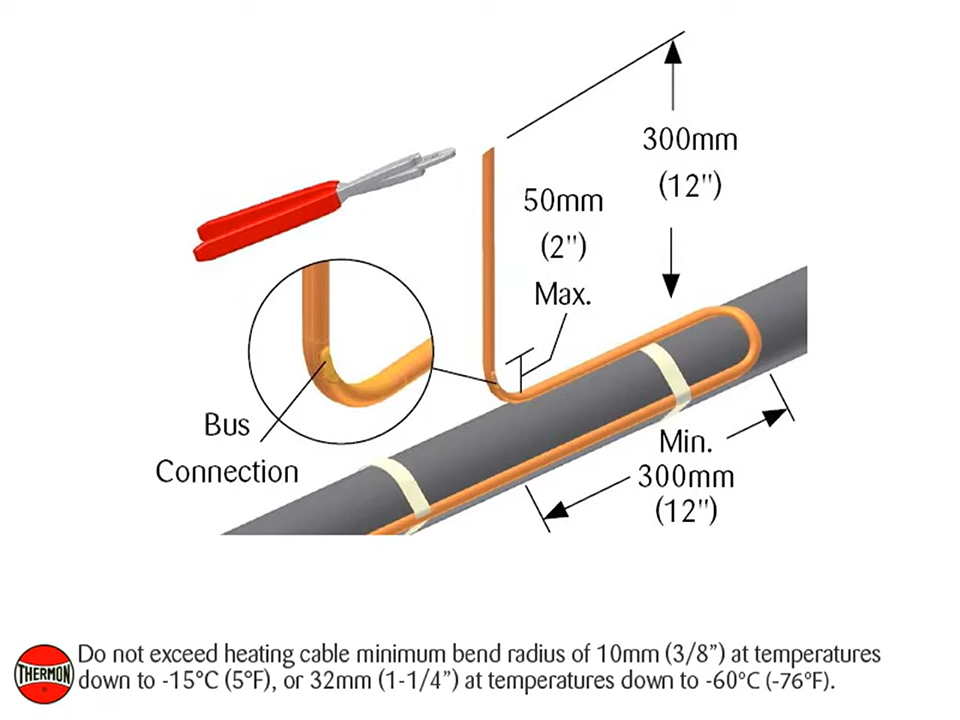 300mm
(12")
50mm
(2")
Max.
Bus
Connection
Min.
300mm
(12")
THERMON
Do not exceed heating cable minimum bend radius of 10mm (3/8”) at temperatures
down to -15°C (5°F), or 32mm (1-1/4”) at temperatures down to -60°C (-76°F).